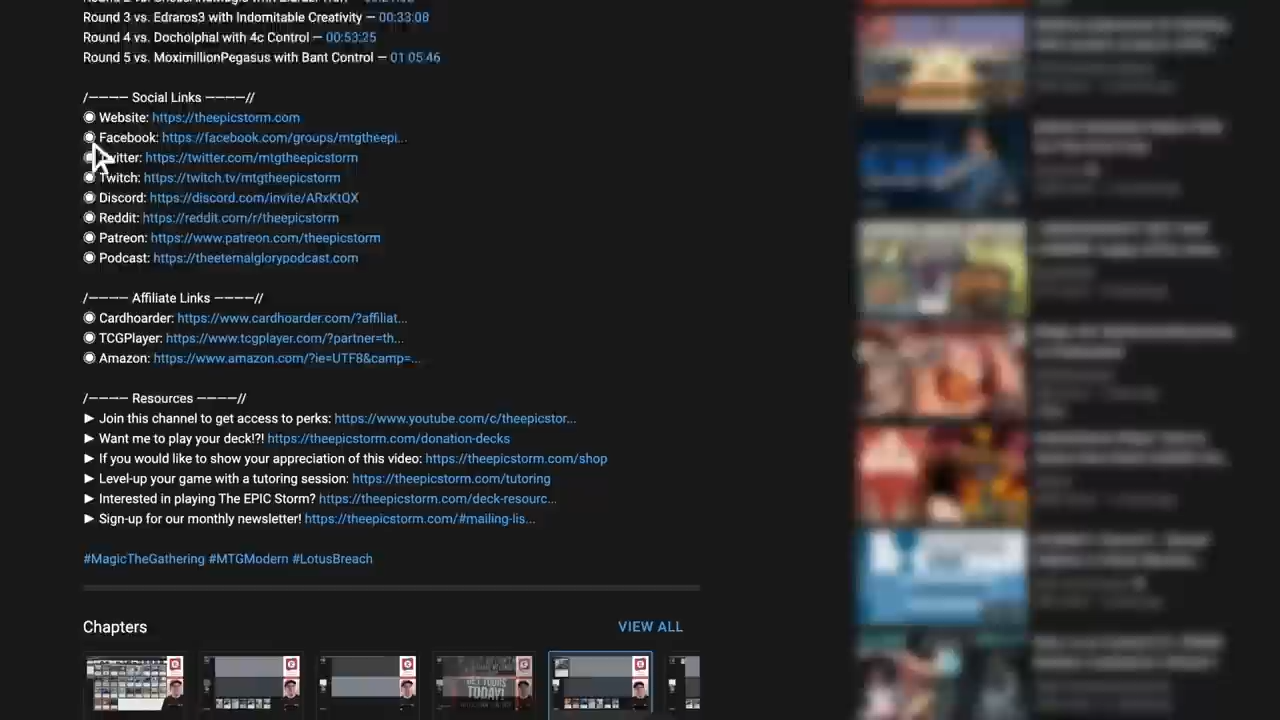 Round 3 vs. Edraros3 with Indomitable Creativity — 00:33:08
Round 4 vs. Docholphal with 4c Control — 00:53:25
Round 5 vs. MoximillionPegasus with Bant Control — 01:05:46
/———— Social Links ————//
◉ Website: https://theepicstorm.com
◉ Facebook: https://facebook.com/groups/mtgtheepi...
◉ Twitter: https://twitter.com/mtgtheepicstorm
◉ Twitch: https://twitch.tv/mtgtheepicstorm
◉ Discord: https://discord.com/invite/ARxKtQX
◉ Reddit: https://reddit.com/r/theepicstorm
◉ Patreon: https://www.patreon.com/theepicstorm
◉ Podcast: https://theeternalglorypodcast.com
/———— Affiliate Links ————//
◉ Cardhoarder: https://www.cardhoarder.com/?affiliat...
◉ TCGPlayer: https://www.tcgplayer.com/?partner=th...
◉ Amazon: https://www.amazon.com/?ie=UTF8&camp=...
/———— Resources ————//
► Join this channel to get access to perks: https://www.youtube.com/c/theepicstor...
► Want me to play your deck!?! https://theepicstorm.com/donation-decks
► If you would like to show your appreciation of this video: https://theepicstorm.com/shop
► Level-up your game with a tutoring session: https://theepicstorm.com/tutoring
► Interested in playing The EPIC Storm? https://theepicstorm.com/deck-resourc...
► Sign-up for our monthly newsletter! https://theepicstorm.com/#mailing-lis...
#MagicTheGathering #MTGModern #LotusBreach
Chapters
VIEW ALL